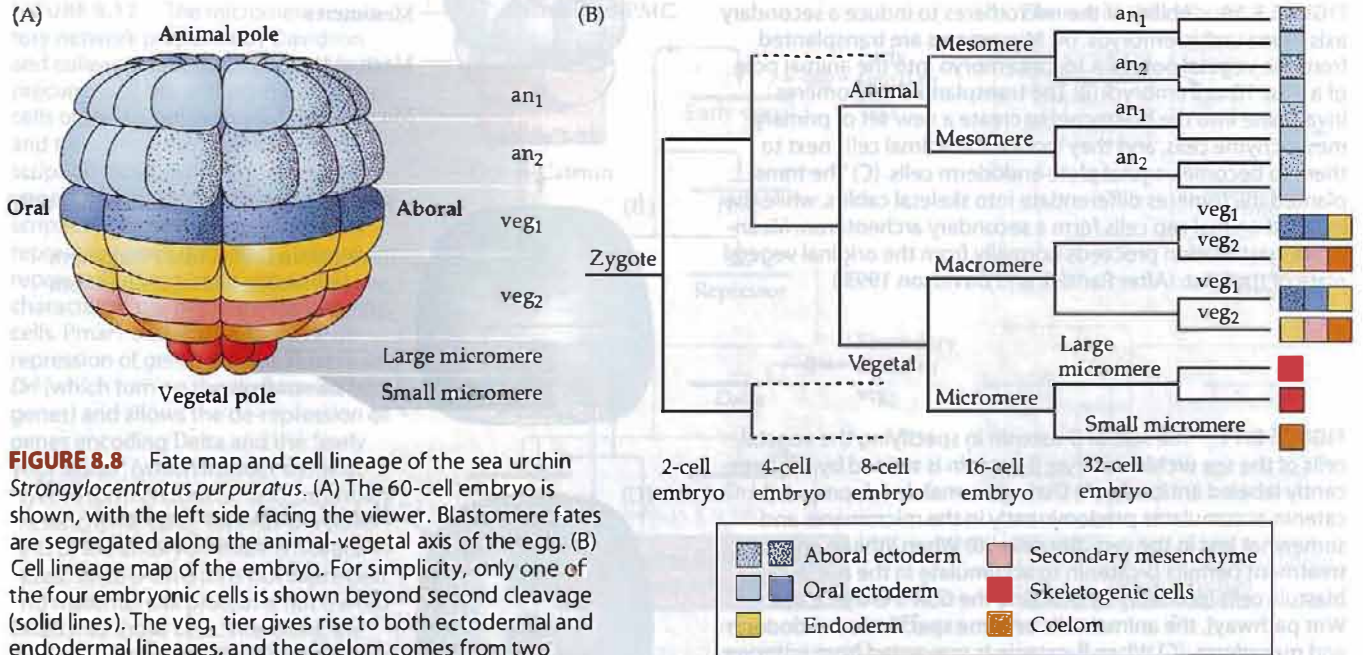 (A)
Animal pole
Oral
Aboral
Vegetal pole
an₁
an₂
veg₁
veg₂
Large micromere
Small micromere
(B)
Zygote
Animal
Vegetal
Mesomere
Mesomere
Macromere
Micromere
an₁
an₂
an₁
an₂
veg₁
veg₂
veg₁
veg₂
Large
micromere
Small micromere
2-cell
embryo
4-cell
embryo
8-cell
embryo
16-cell
embryo
32-cell
embryo
Aboral ectoderm
Oral ectoderm
Endoderm
Secondary mesenchyme
Skeletogenic cells
Coelom
FIGURE 8.8 Fate map and cell lineage of the sea urchin
Strongylocentrotus purpuratus. (A) The 60-cell embryo is
shown, with the left side facing the viewer. Blastomere fates
are segregated along the animal-vegetal axis of the egg. (B)
Cell lineage map of the embryo. For simplicity, only one of
the four embryonic cells is shown beyond second cleavage
(solid lines). The veg₁ tier gives rise to both ectodermal and
endodermal lineages, and the coelom comes from two